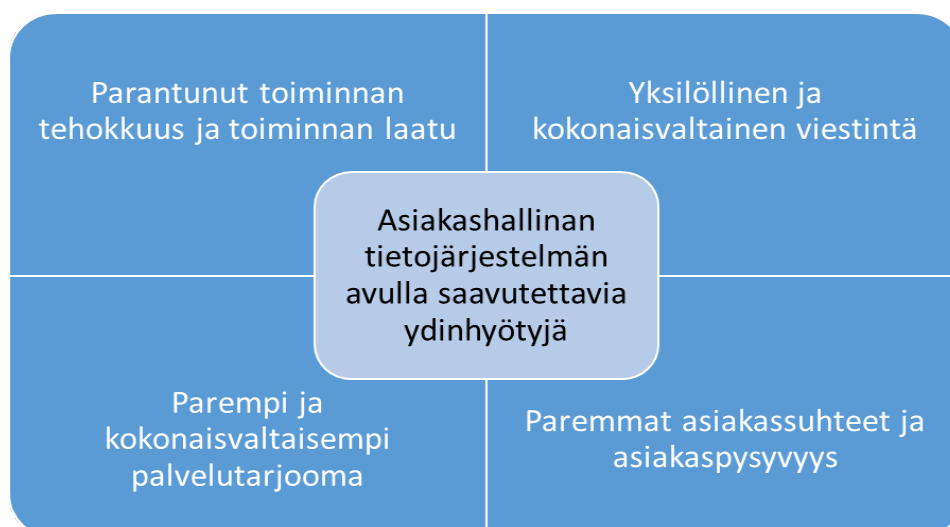 Parantunut toiminnan
tehokkuus ja toiminnan laatu
Yksilöllinen ja
kokonaisvaltainen viestintä
Asiakashallinan
tietojärjestelmän
avulla saavutettavia
ydinhyötyjä
Parempi ja
kokonaisvaltaisempi
palvelutarjooma
Paremmat asiakassuhteet ja
asiakaspysyvyys